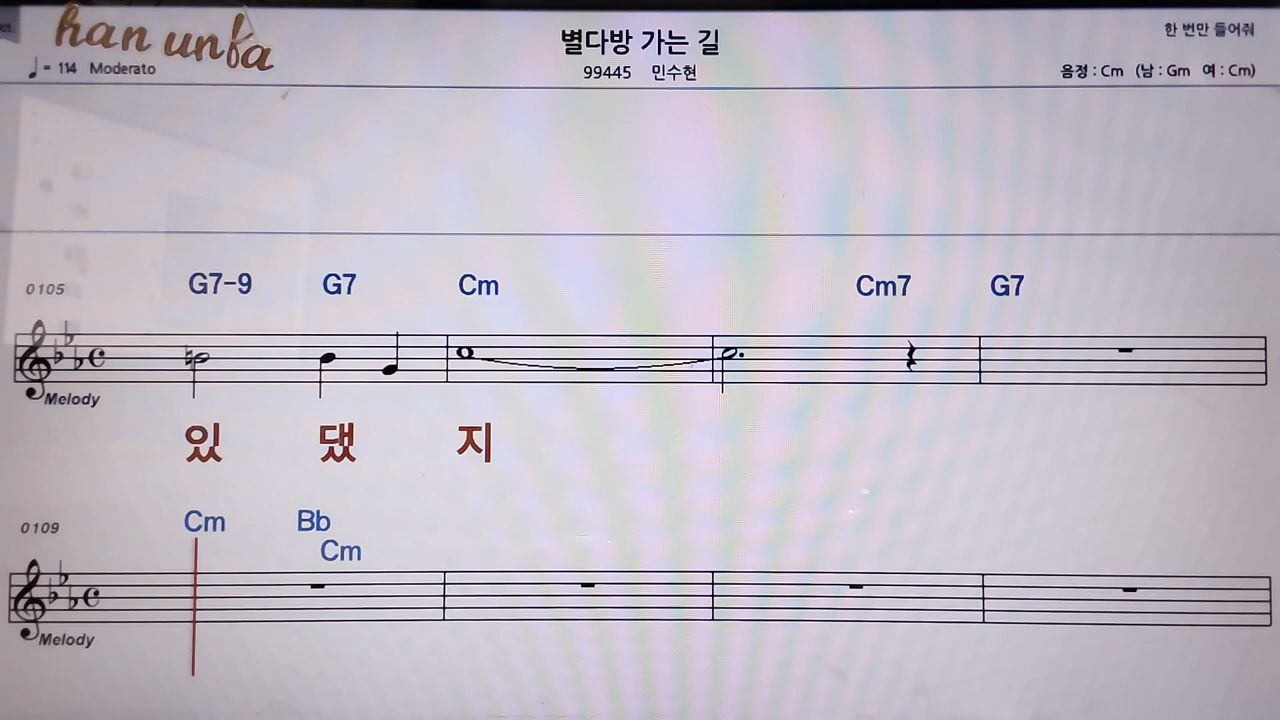 han unba
한 번만 들어줘
별다방 가는 길
♩= 114 Moderato
99445 민수현
음정 : Cm (남 : Gm 여 : Cm)
0105 G7-9 G7 Cm Cm7 G7
Melody
있 댔 지
0109 Cm Bb
Cm
Melody